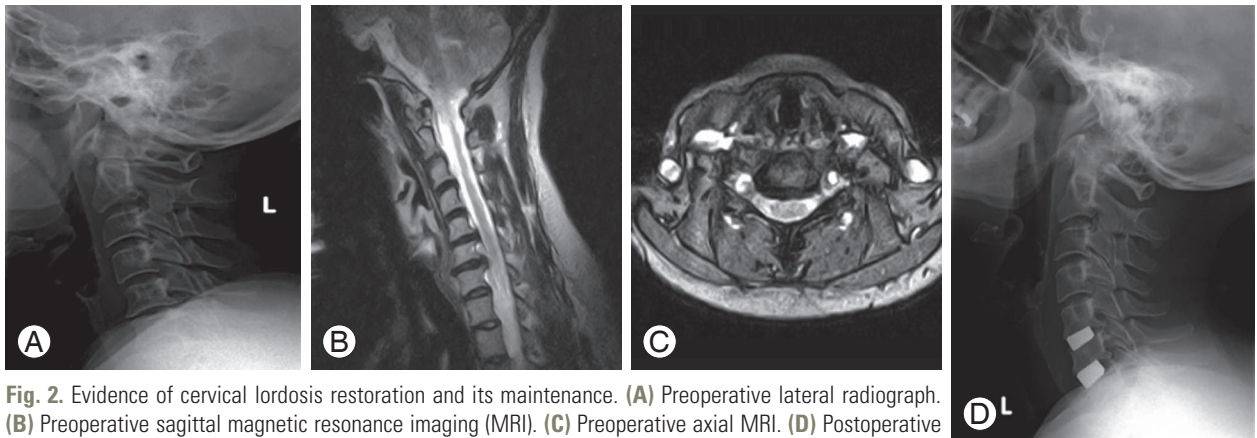 L
A
B
C
D L
Fig. 2. Evidence of cervical lordosis restoration and its maintenance. (A) Preoperative lateral radiograph.
(B) Preoperative sagittal magnetic resonance imaging (MRI). (C) Preoperative axial MRI. (D) Postoperative